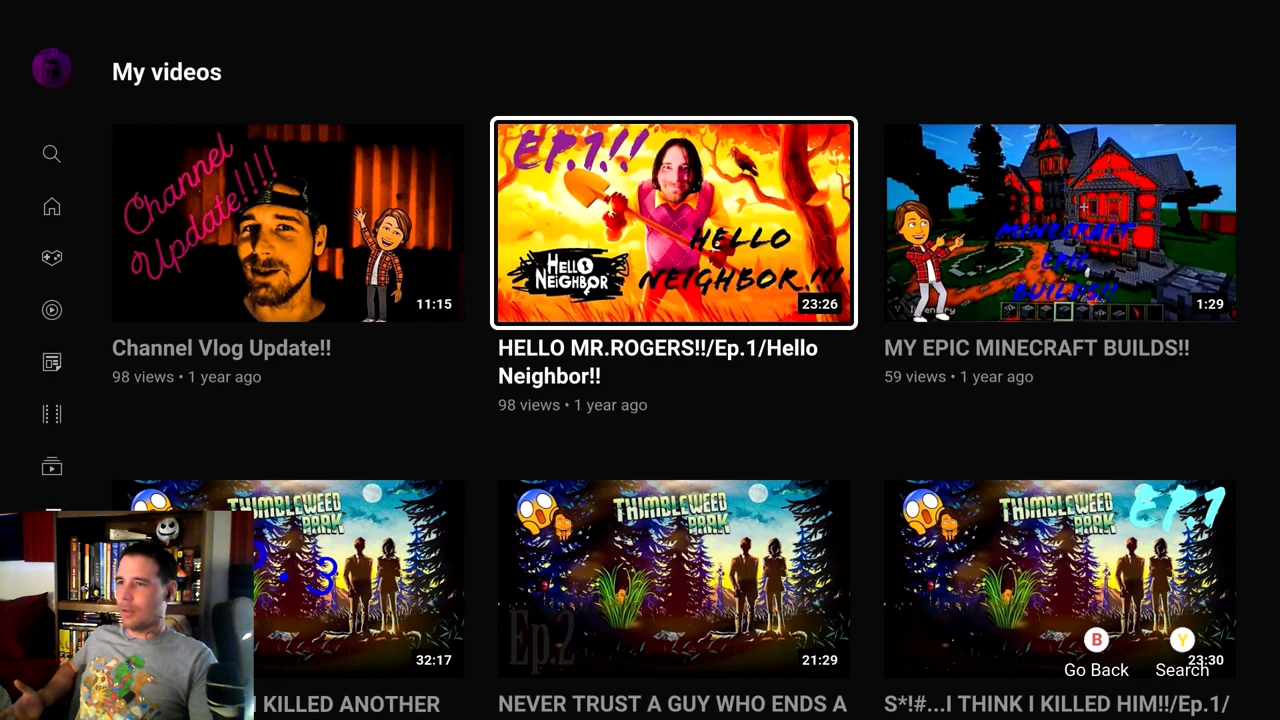 My videos
Channel
Update!!!!
11:15
EP.1!!
HELLO
NEIGHBOR.!!!
HELLO
NEIGHBOR
23:26
MINECRAFT
EPIC
BUILDS!!
1:29
Channel Vlog Update!!
98 views • 1 year ago
HELLO MR.ROGERS!!/Ep.1/Hello
Neighbor!!
98 views • 1 year ago
MY EPIC MINECRAFT BUILDS!!
59 views • 1 year ago
THIMBLEWEED
PARK
3
32:17
THIMBLEWEED
PARK
Ep.2
21:29
THIMBLEWEED
PARK
EP.1
23:30
B
Go Back
Y
Search
I KILLED ANOTHER
NEVER TRUST A GUY WHO ENDS A
S*!#...I THINK I KILLED HIM!!/Ep.1/